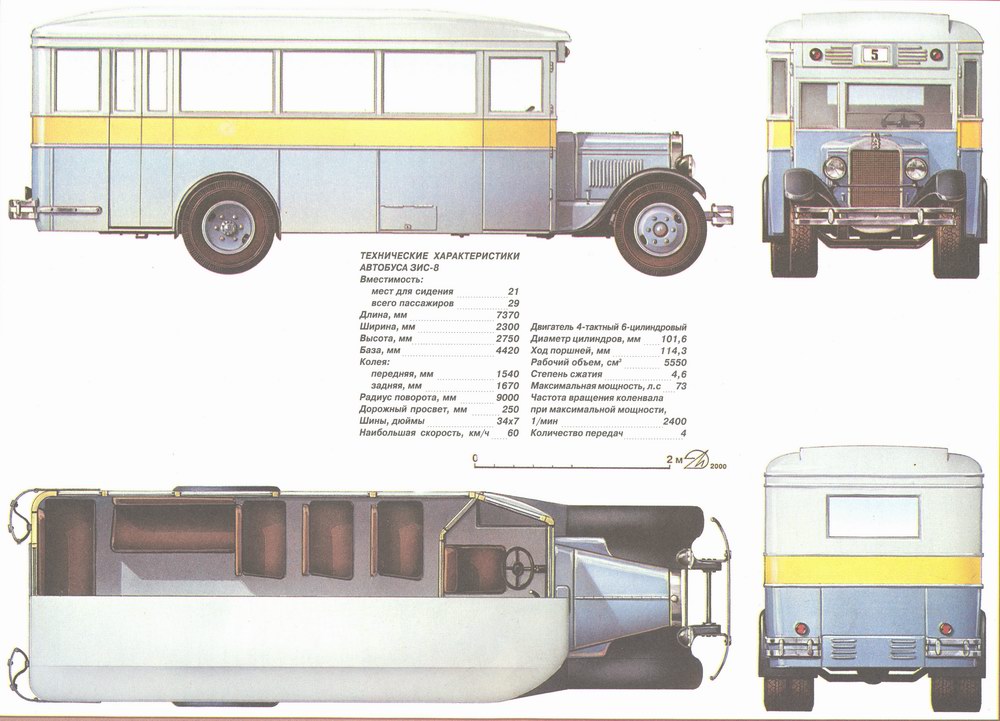 5
ТЕХНИЧЕСКИЕ ХАРАКТЕРИСТИКИ
АВТОБУСА ЗИС-8
Вместимость:
мест для сидения 21
всего пассажиров 29
Длина, мм 7370
Ширина, мм 2300
Высота, мм 2750
База, мм 4420
Колея:
передняя, мм 1540
задняя, мм 1670
Радиус поворота, мм 9000
Дорожный просвет, мм 250
Шины, дюймы 34x7
Наибольшая скорость, км/ч 60
Двигатель 4-тактный 6-цилиндровый
Диаметр цилиндров, мм 101,6
Ход поршней, мм 114,3
Рабочий объем, см³ 5550
Степень сжатия 4,6
Максимальная мощность, л.с 73
Частота вращения коленвала
при максимальной мощности,
1/мин 2400
Количество передач 4
0 2 м
2000